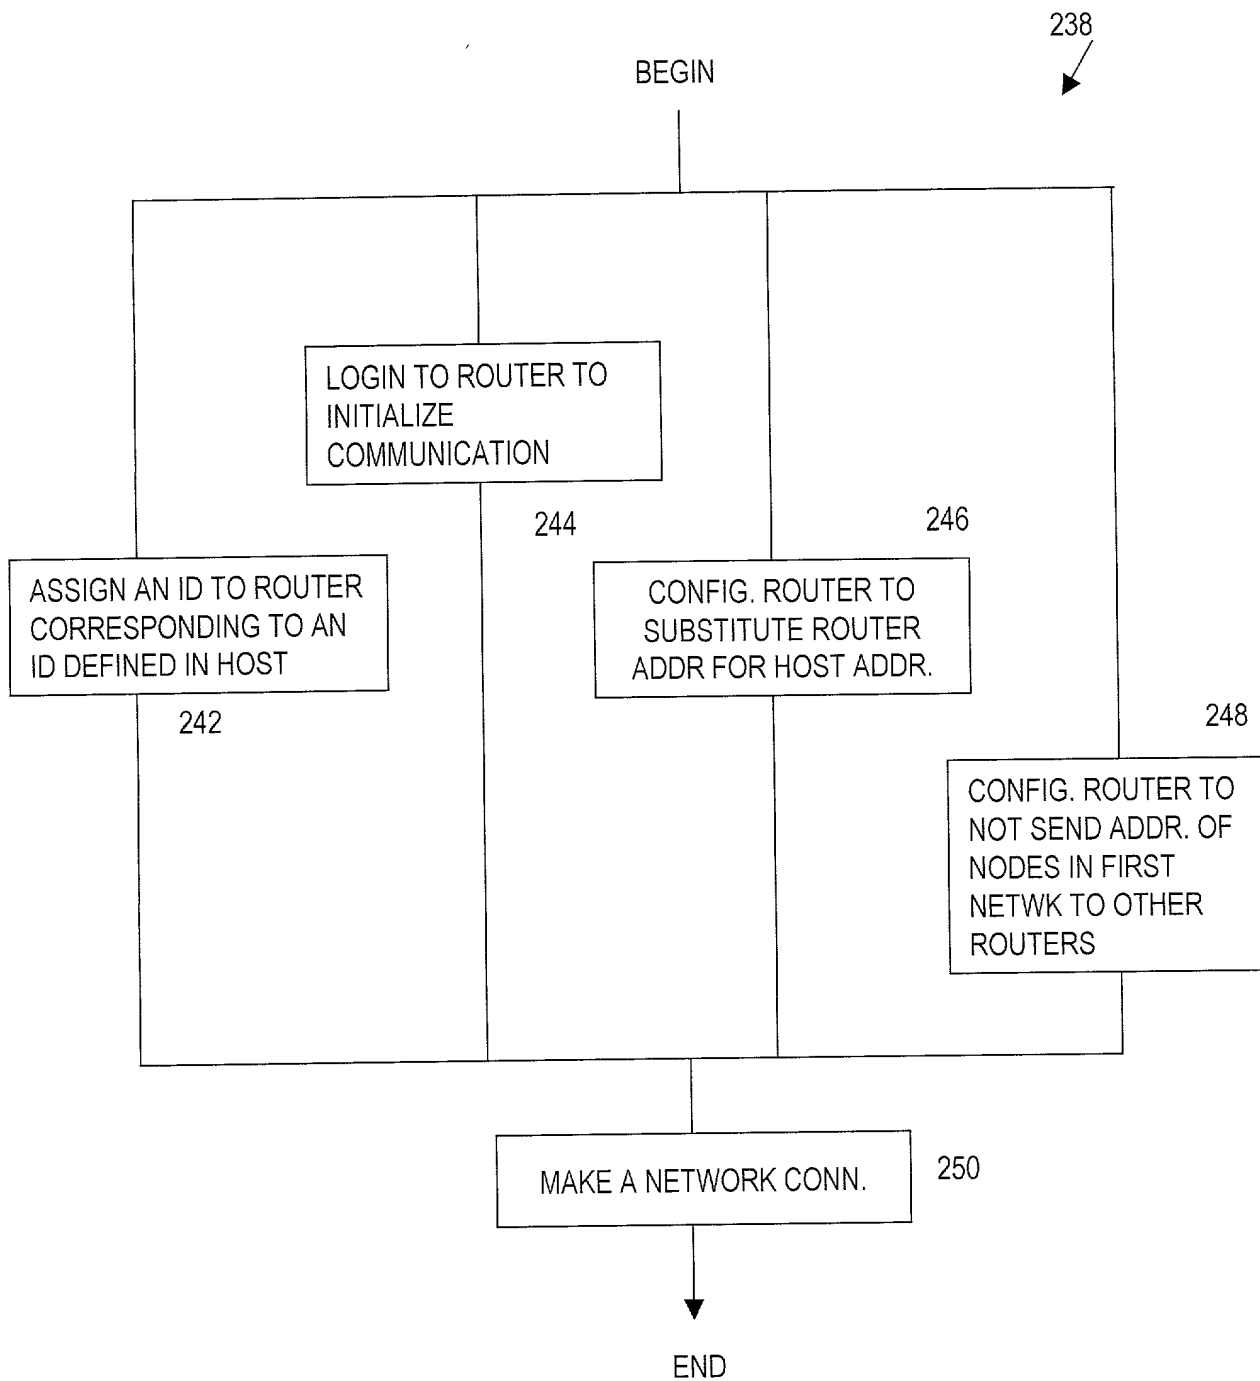 238
BEGIN
LOGIN TO ROUTER TO
INITIALIZE
COMMUNICATION
244
246
ASSIGN AN ID TO ROUTER
CORRESPONDING TO AN
ID DEFINED IN HOST
242
CONFIG. ROUTER TO
SUBSTITUTE ROUTER
ADDR FOR HOST ADDR.
248
CONFIG. ROUTER TO
NOT SEND ADDR. OF
NODES IN FIRST
NETWK TO OTHER
ROUTERS
MAKE A NETWORK CONN.
250
END